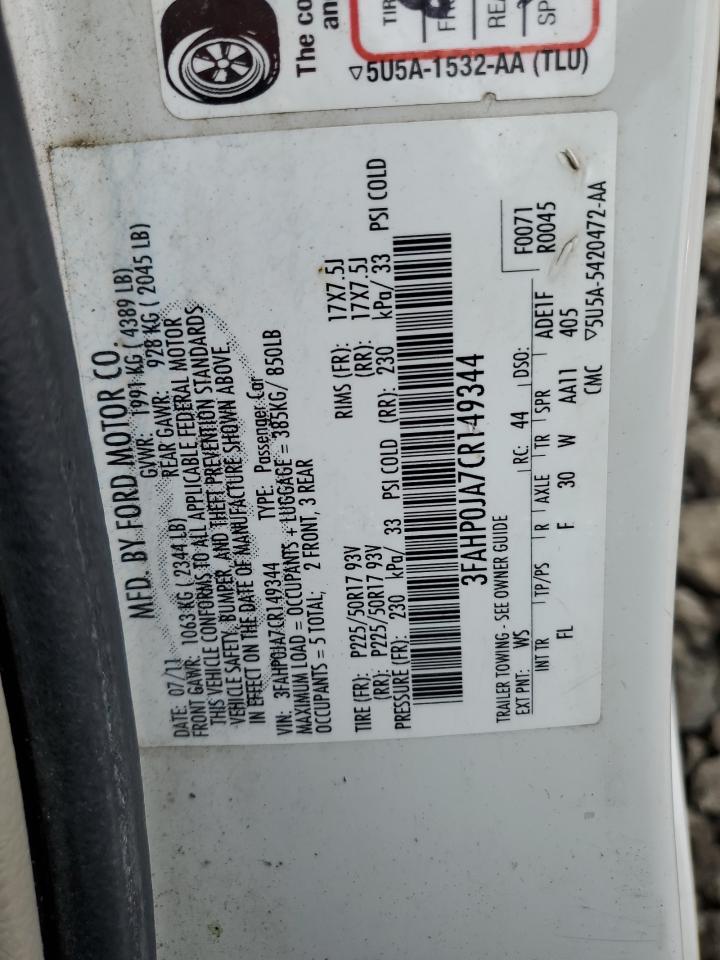 The co
an
TIR
FR
REA
SP
▽5U5A-1532-AA (TLU)
MFD. BY FORD MOTOR CO.
DATE: 07/11 GVWR: 1991 KG ( 4389 LB)
FRONT GAWR: 1063 KG ( 2344 LB) REAR GAWR: 928 KG ( 2045 LB)
THIS VEHICLE CONFORMS TO ALL APPLICABLE FEDERAL MOTOR
VEHICLE SAFETY, BUMPER, AND THEFT PREVENTION STANDARDS
IN EFFECT ON THE DATE OF MANUFACTURE SHOWN ABOVE.
VIN: 3FAHP0JA7CR149344 TYPE: Passenger Car
MAXIMUM LOAD = OCCUPANTS + LUGGAGE = 385KG/ 850LB
OCCUPANTS = 5 TOTAL; 2 FRONT, 3 REAR
TIRE (FR): P225/50R17 93V RIMS (FR): 17X7.5J
(RR): P225/50R17 93V (RR): 17X7.5J
PRESSURE (FR): 230 kPa/ 33 PSI COLD (RR): 230 kPa/ 33 PSI COLD
3FAHP0JA7CR149344
TRAILER TOWING - SEE OWNER GUIDE F0071
EXT PNT: WS RC: 44 DSO: R0045
INT TR TP/PS R AXLE TR SPR ADE1F
FL F 30 W AA11 405
CMC ▽5U5A-5420472-AA